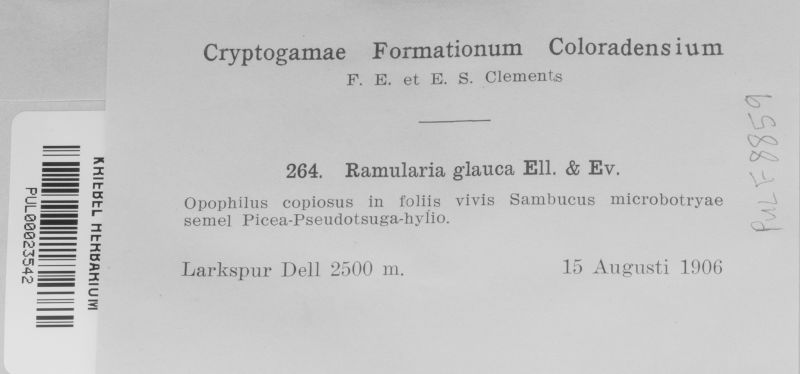 Cryptogamae Formationum Coloradensium
F. E. et E. S. Clements
264. Ramularia glauca Ell. & Ev.
Opophilus copiosus in foliis vivis Sambucus microbotryae
semel Picea-Pseudotsuga-hylio.
Larkspur Dell 2500 m. 15 Augusti 1906
PUL F 8859
KRIEBEL HERBARIUM
PUL00023542